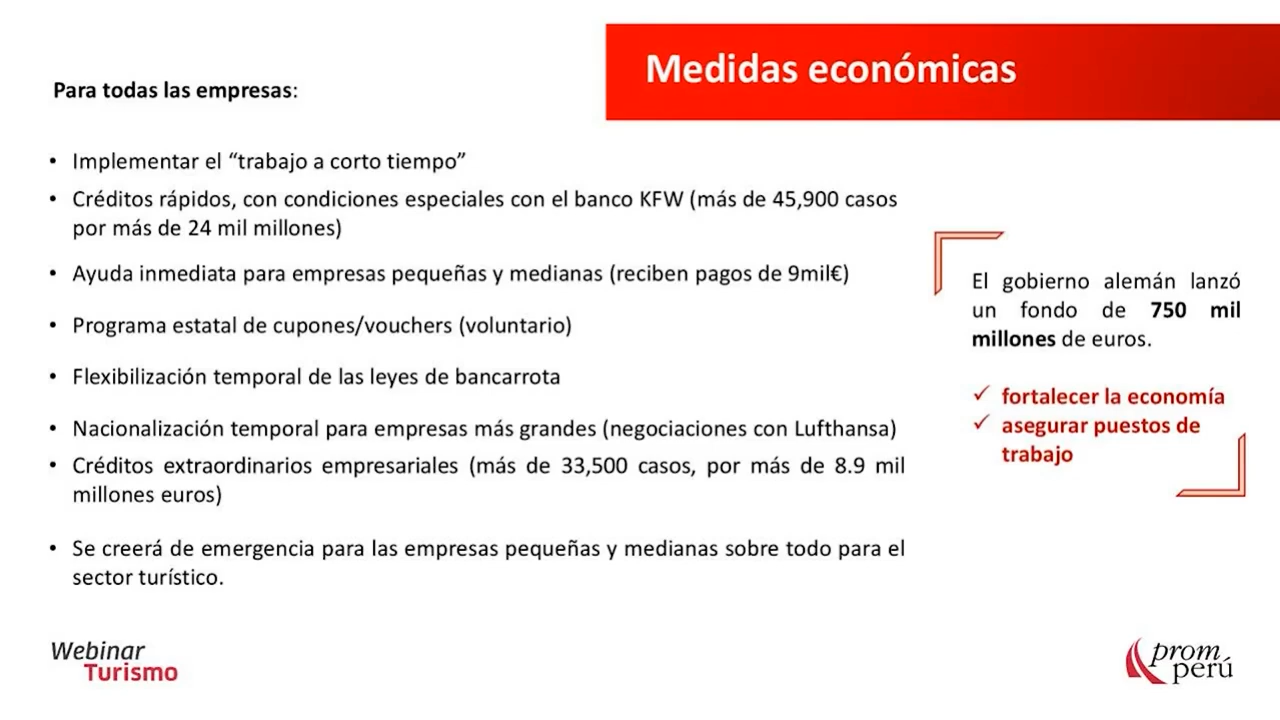 Medidas económicas
Para todas las empresas:
• Implementar el “trabajo a corto tiempo”
• Créditos rápidos, con condiciones especiales con el banco KFW (más de 45,900 casos
por más de 24 mil millones)
• Ayuda inmediata para empresas pequeñas y medianas (reciben pagos de 9mil€)
• Programa estatal de cupones/vouchers (voluntario)
• Flexibilización temporal de las leyes de bancarrota
• Nacionalización temporal para empresas más grandes (negociaciones con Lufthansa)
• Créditos extraordinarios empresariales (más de 33,500 casos, por más de 8.9 mil
millones euros)
• Se creerá de emergencia para las empresas pequeñas y medianas sobre todo para el
sector turístico.
El gobierno alemán lanzó
un fondo de 750 mil
millones de euros.
✓ fortalecer la economía
✓ asegurar puestos de
trabajo
Webinar
Turismo
prom
perú